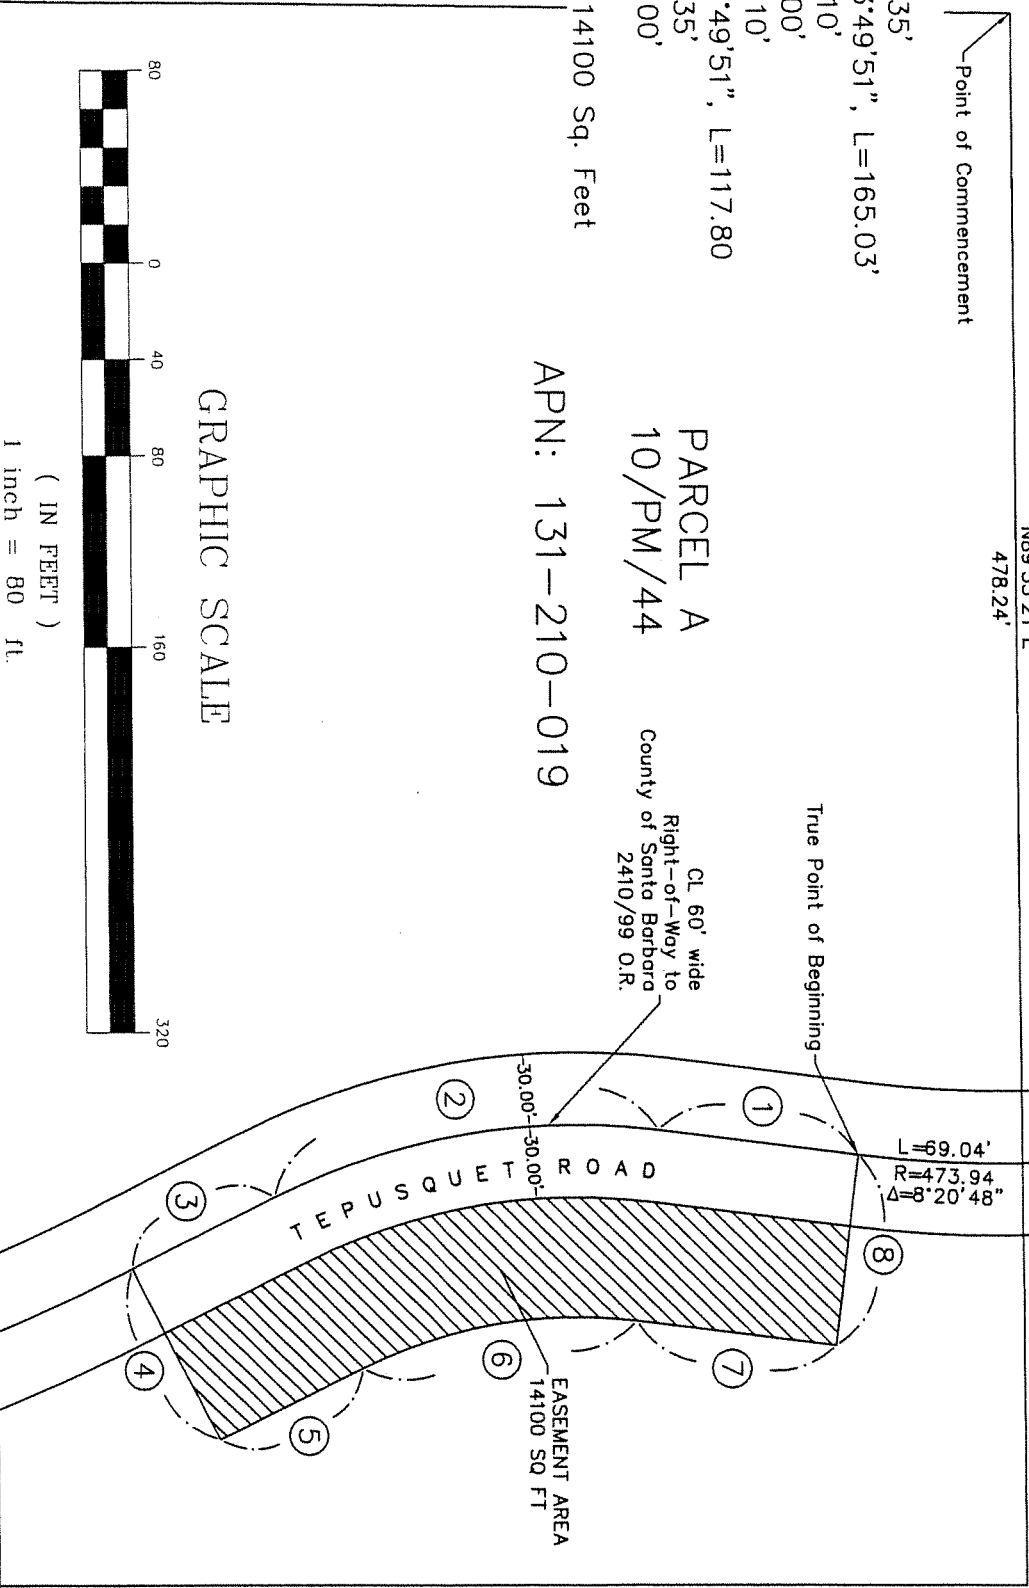 N89°35'21"E
478.24'
Point of Commencement
35'
°49'51", L=165.03'
10'
00'
10'
°49'51", L=117.80
35'
00'
14100 Sq. Feet
PARCEL A
10/PM/44
APN: 131-210-019
True Point of Beginning
CL 60' wide
Right-of-Way to
County of Santa Barbara
2410/99 O.R.
L=69.04'
R=473.94
Δ=8°20'48"
1
2
3
4
5
6
7
8
30.00'
30.00'
TEPUSQUET ROAD
EASEMENT AREA
14100 SQ FT
GRAPHIC SCALE
80 0 40 80 160 320
( IN FEET )
1 inch = 80 ft.